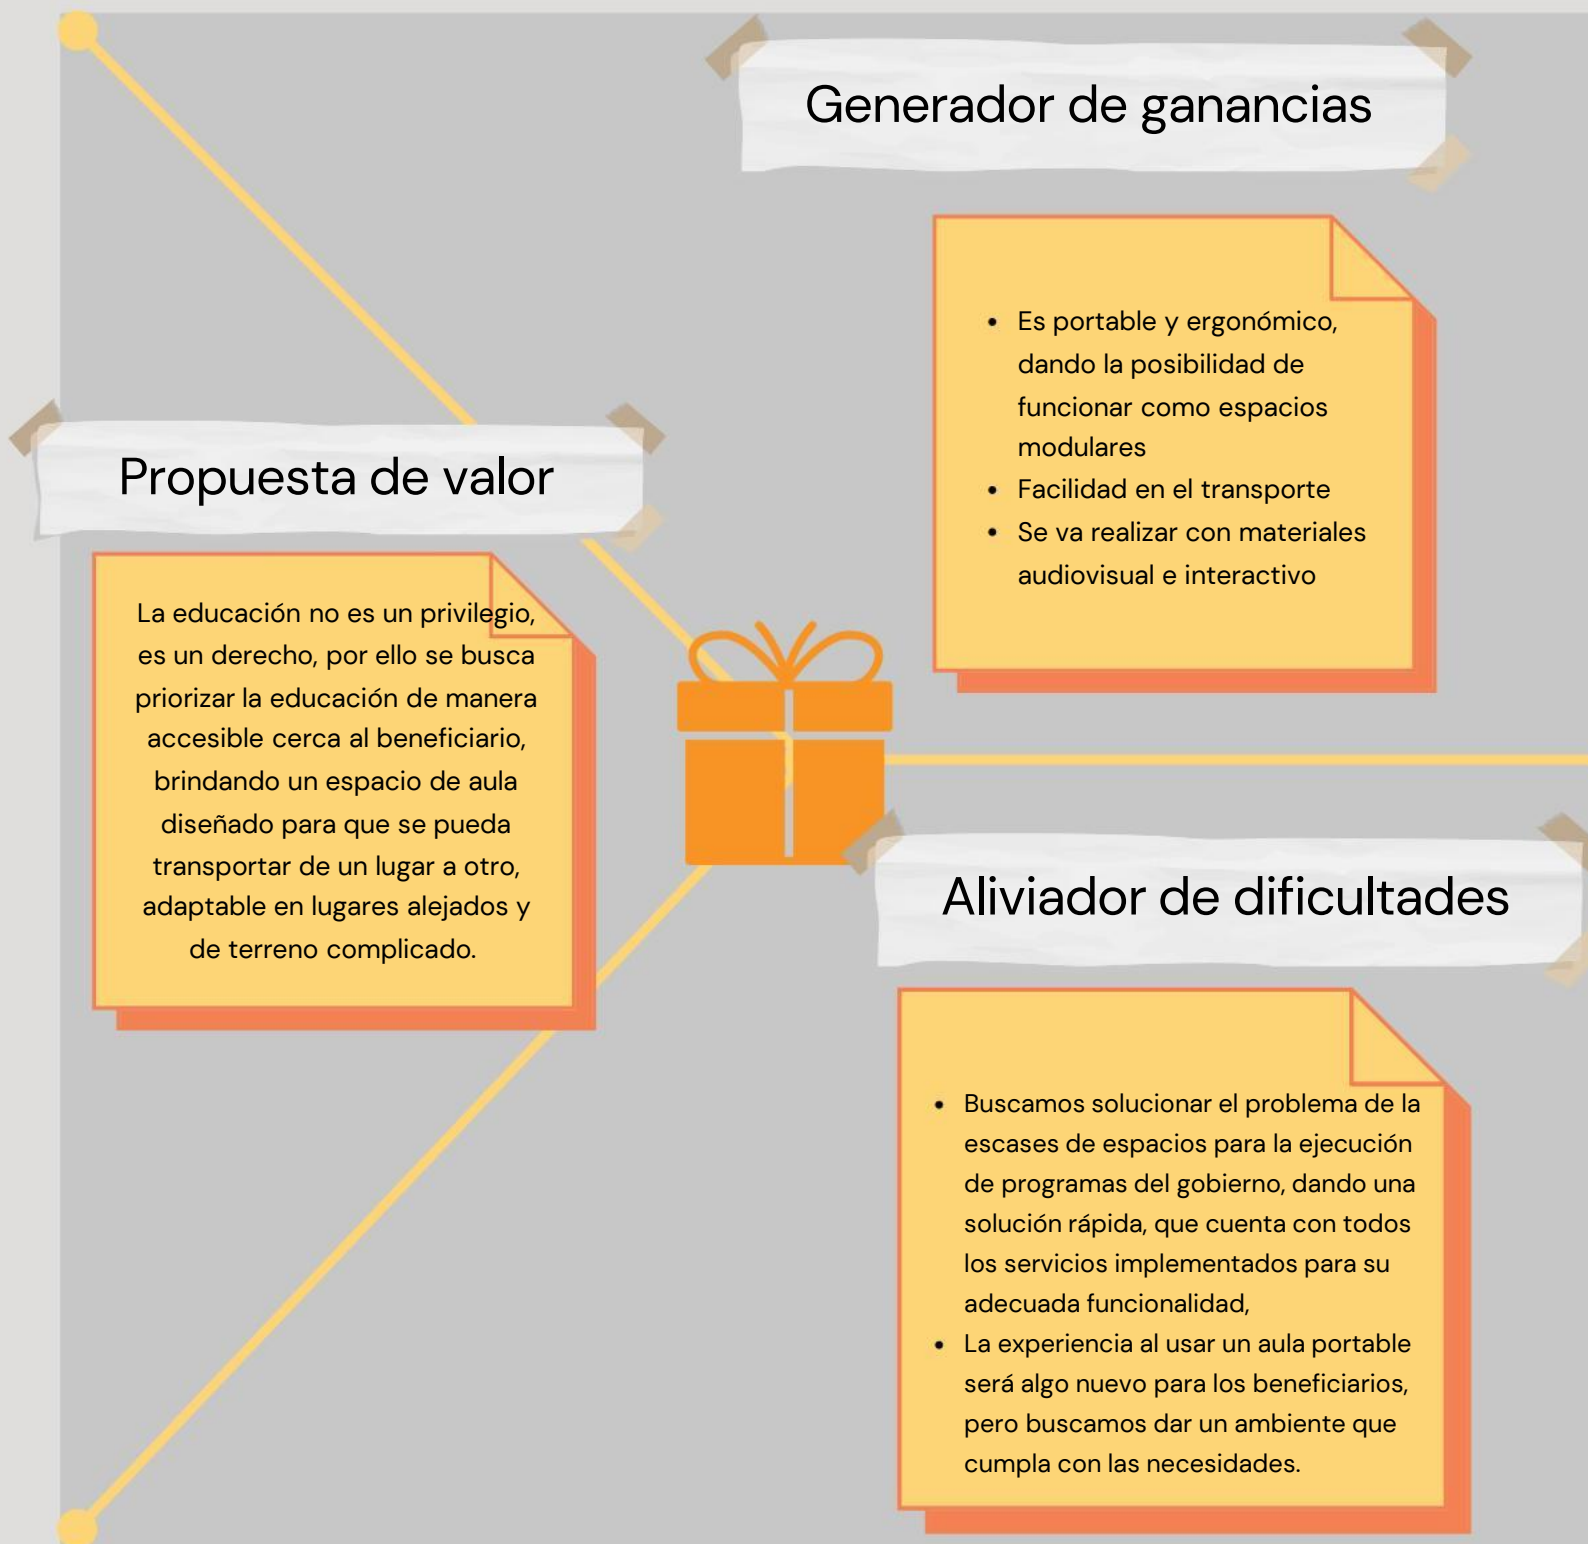 Generador de ganancias
• Es portable y ergonómico,
dando la posibilidad de
funcionar como espacios
modulares
• Facilidad en el transporte
• Se va realizar con materiales
audiovisual e interactivo
Propuesta de valor
La educación no es un privilegio,
es un derecho, por ello se busca
priorizar la educación de manera
accesible cerca al beneficiario,
brindando un espacio de aula
diseñado para que se pueda
transportar de un lugar a otro,
adaptable en lugares alejados y
de terreno complicado.
Aliviador de dificultades
• Buscamos solucionar el problema de la
escases de espacios para la ejecución
de programas del gobierno, dando una
solución rápida, que cuenta con todos
los servicios implementados para su
adecuada funcionalidad,
• La experiencia al usar un aula portable
será algo nuevo para los beneficiarios,
pero buscamos dar un ambiente que
cumpla con las necesidades.